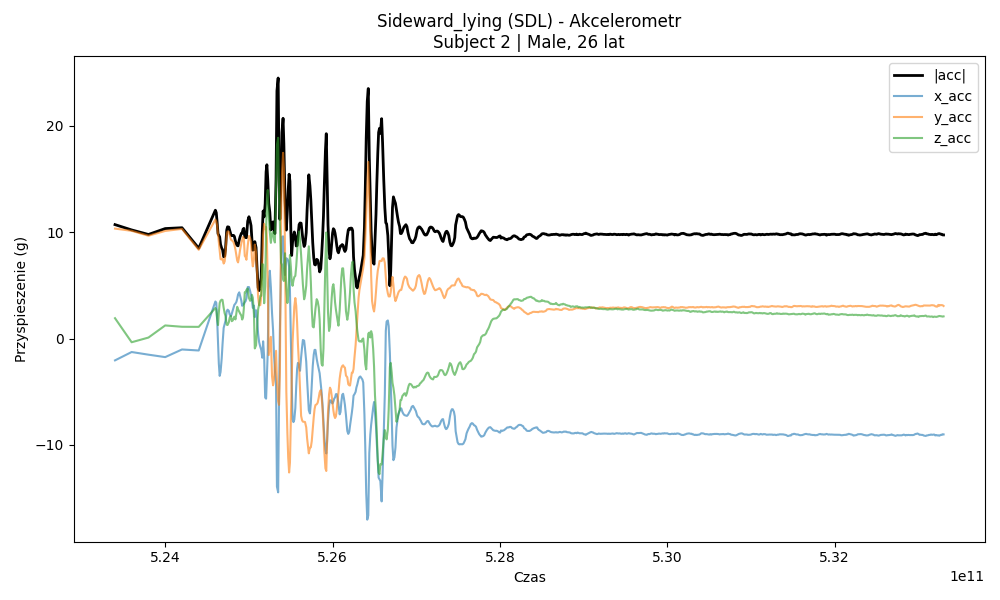 Sideward_lying (SDL) - Akcelerometr
Subject 2 | Male, 26 lat
Przyspieszenie (g)
20
10
0
−10
|acc|
x_acc
y_acc
z_acc
5.24
5.26
5.28
5.30
5.32
1e11
Czas